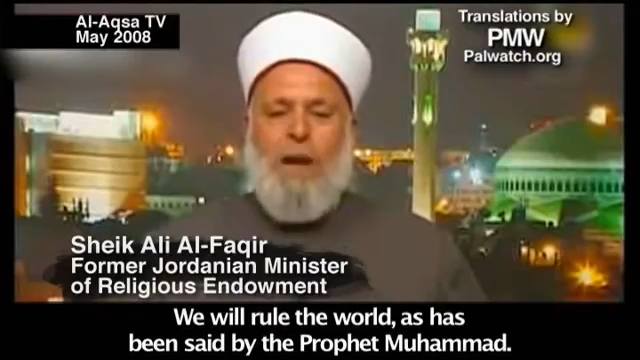 Al-Aqsa TV
May 2008
Translations by
PMW
Palwatch.org
Sheik Ali Al-Faqir
Former Jordanian Minister
of Religious Endowment
We will rule the world, as has
been said by the Prophet Muhammad.